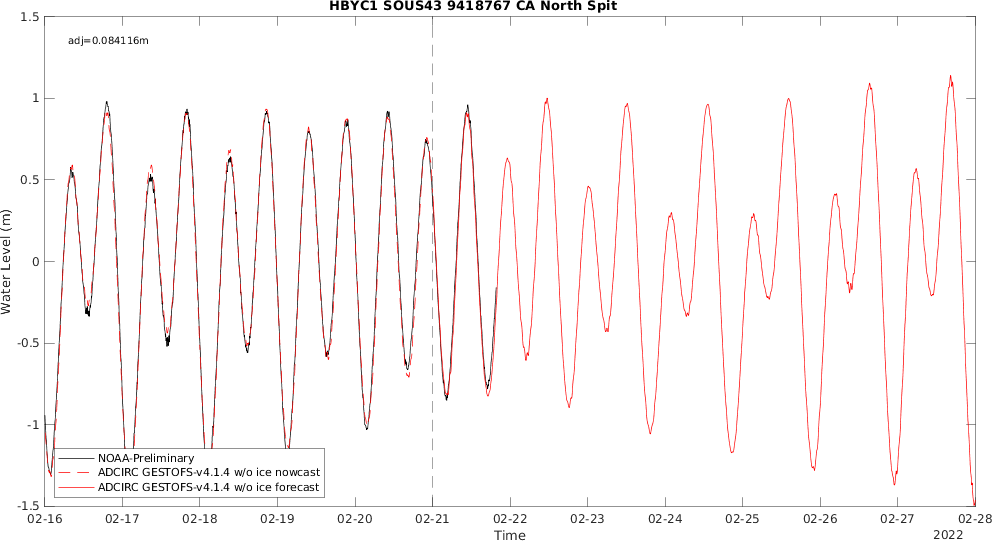 HBYC1 SOUS43 9418767 CA North Spit
adj=0.084116m
Water Level (m)
1.5
1
0.5
0
-0.5
-1
-1.5
NOAA-Preliminary
ADCIRC GESTOFS-v4.1.4 w/o ice nowcast
ADCIRC GESTOFS-v4.1.4 w/o ice forecast
02-16 02-17 02-18 02-19 02-20 02-21 02-22 02-23 02-24 02-25 02-26 02-27 02-28
Time
2022